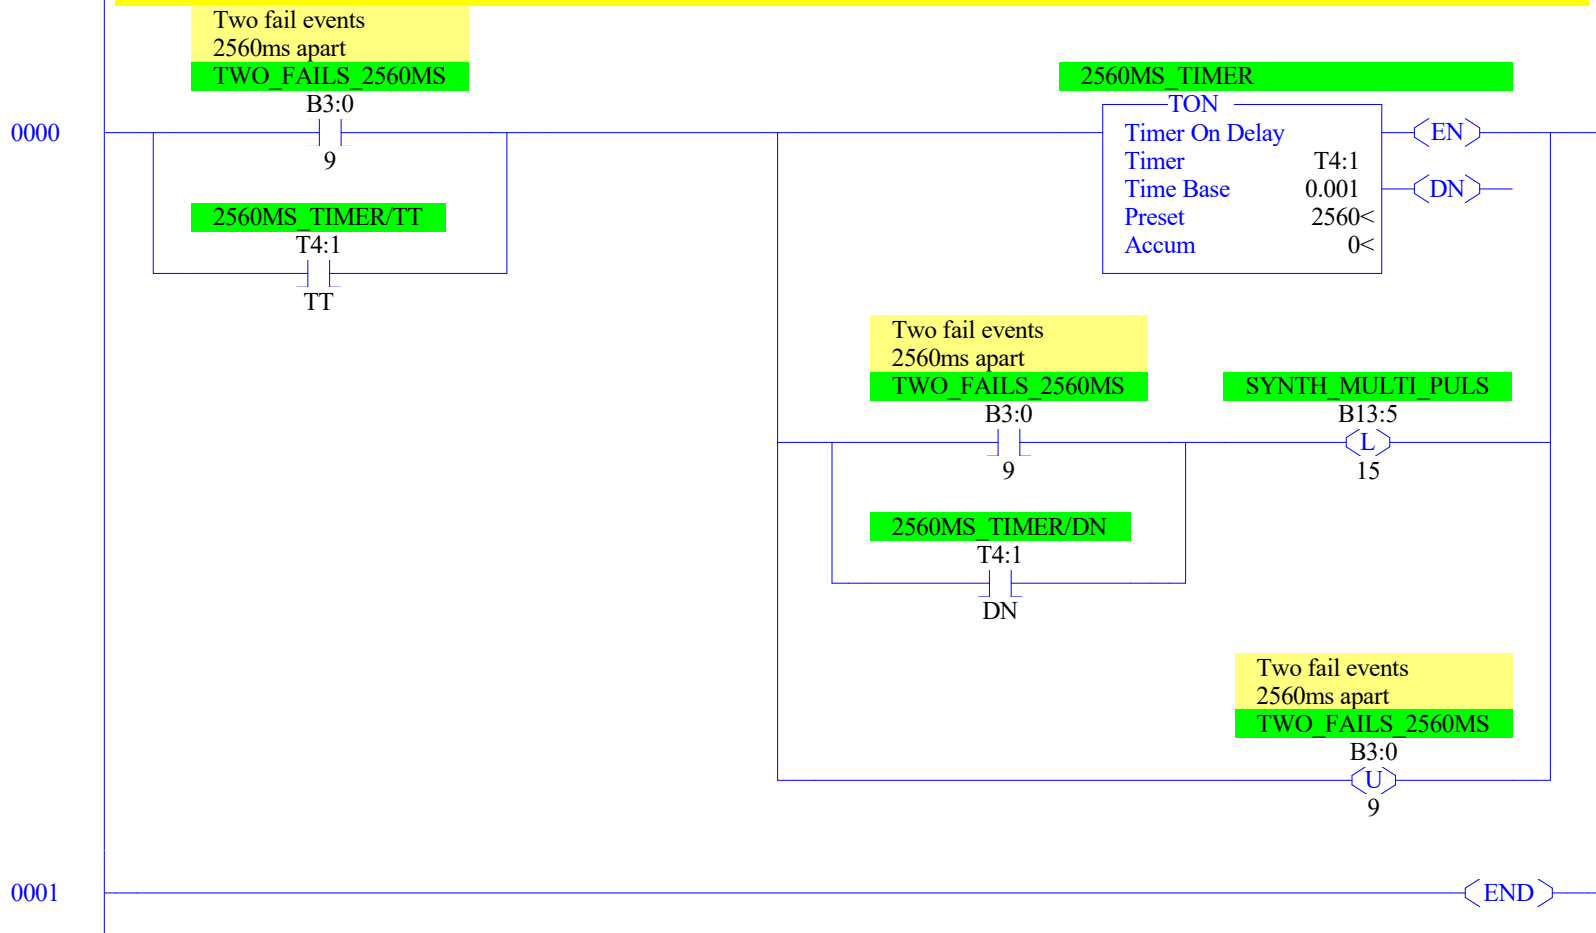 Two fail events
2560ms apart
TWO_FAILS_2560MS
B3:0
9
0000
2560MS_TIMER/TT
T4:1
TT
2560MS_TIMER
TON
Timer On Delay
Timer T4:1
Time Base 0.001
Preset 2560<
Accum 0<
EN
DN
Two fail events
2560ms apart
TWO_FAILS_2560MS
B3:0
9
2560MS_TIMER/DN
T4:1
DN
SYNTH_MULTI_PULS
B13:5
L
15
Two fail events
2560ms apart
TWO_FAILS_2560MS
B3:0
U
9
0001
END